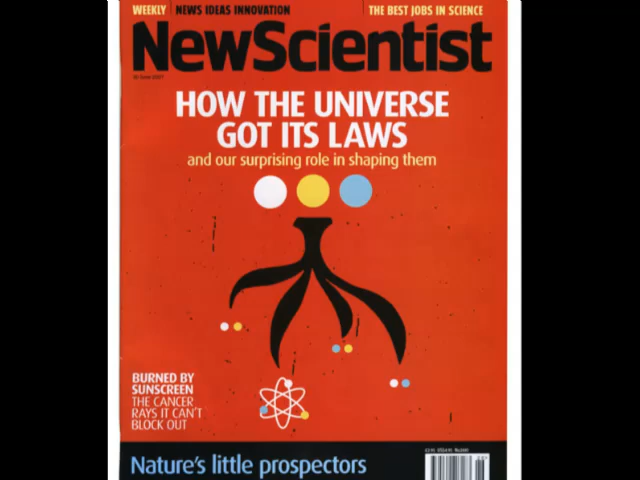 WEEKLY NEWS IDEAS INNOVATION THE BEST JOBS IN SCIENCE
NewScientist
HOW THE UNIVERSE
GOT ITS LAWS
and our surprising role in shaping them
BURNED BY
SUNSCREEN
THE CANCER
RAYS IT CAN'T
BLOCK OUT
Nature's little prospectors